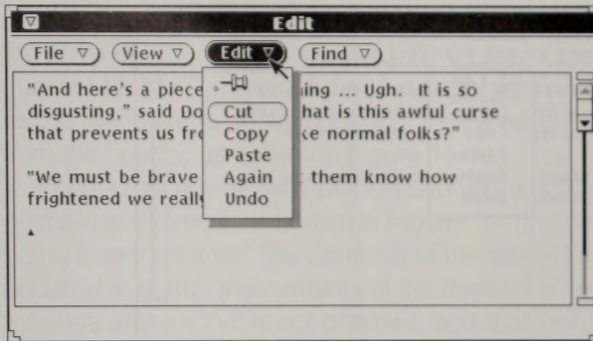 Edit
File View Edit Find
"And here's a piece ing ... Ugh. It is so
Cut
disgusting," said Do hat is this awful curse
Copy
that prevents us fr ke normal folks?"
Paste
"We must be brave t them know how
Again
frightened we really
Undo